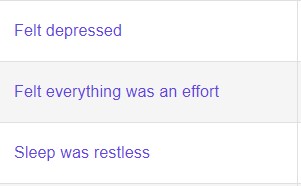 Felt depressed
Felt everything was an effort
Sleep was restless